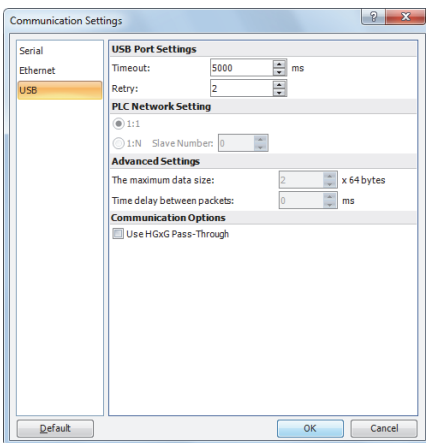 Communication Settings
Serial
Ethernet
USB
USB Port Settings
Timeout: 5000 ms
Retry: 2
PLC Network Setting
1:1
1:N Slave Number: 0
Advanced Settings
The maximum data size: 2 x 64 bytes
Time delay between packets: 0 ms
Communication Options
Use HGxG Pass-Through
Default OK Cancel